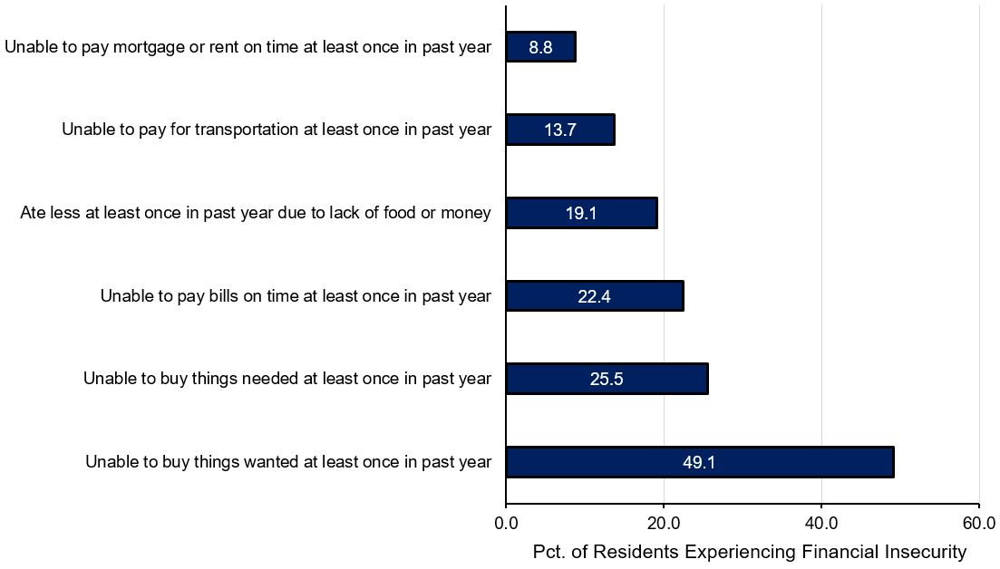 Unable to pay mortgage or rent on time at least once in past year
8.8
Unable to pay for transportation at least once in past year
13.7
Ate less at least once in past year due to lack of food or money
19.1
Unable to pay bills on time at least once in past year
22.4
Unable to buy things needed at least once in past year
25.5
Unable to buy things wanted at least once in past year
49.1
0.0 20.0 40.0 60.0
Pct. of Residents Experiencing Financial Insecurity